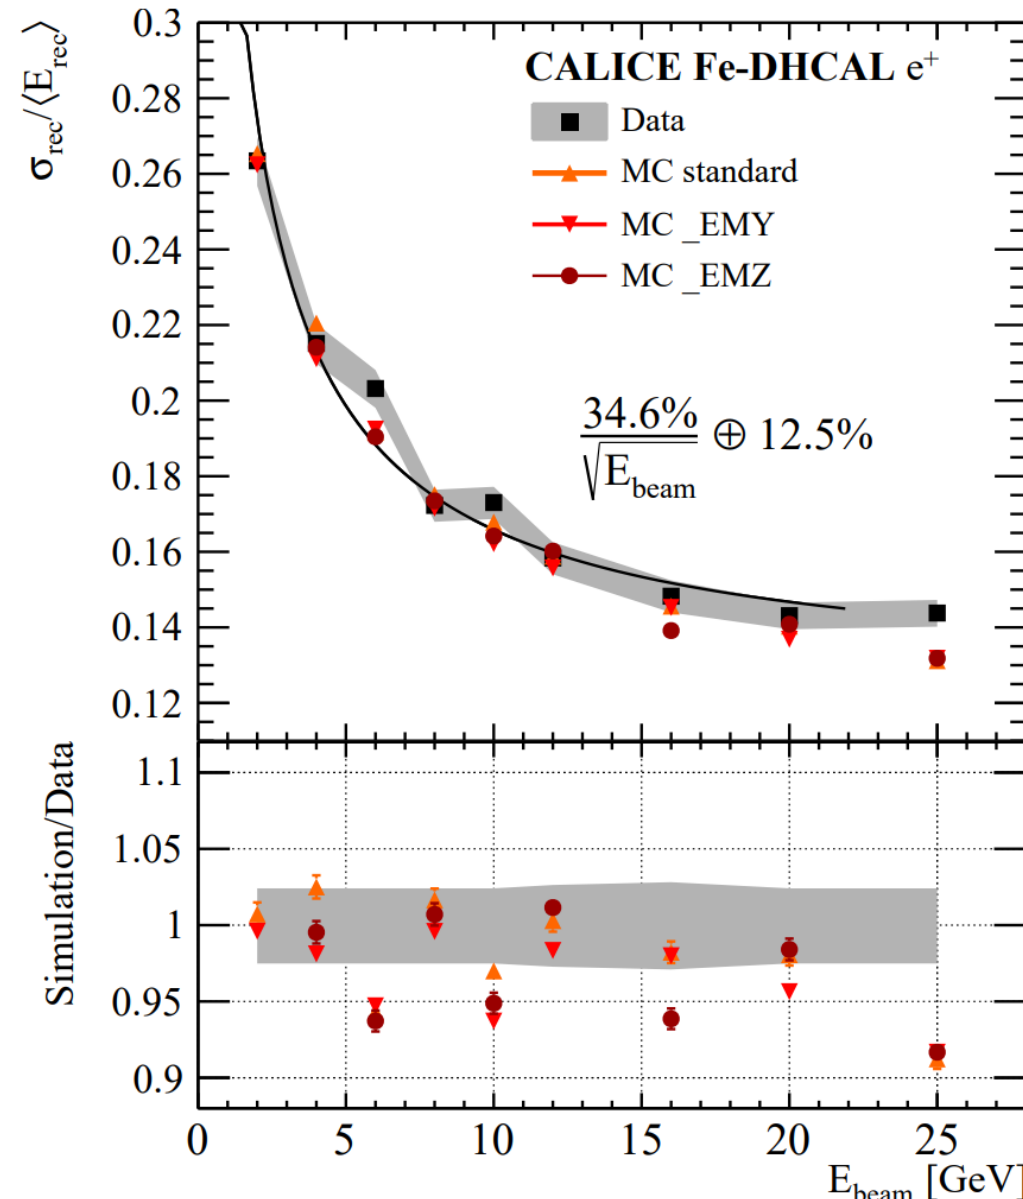 σrec/⟨Erec⟩
0.3
0.28
0.26
0.24
0.22
0.2
0.18
0.16
0.14
0.12
CALICE Fe-DHCAL e⁺
Data
MC standard
MC _EMY
MC _EMZ
34.6%
√Ebeam ⊕ 12.5%
Simulation/Data
1.1
1.05
1
0.95
0.9
0 5 10 15 20 25
Ebeam [GeV]